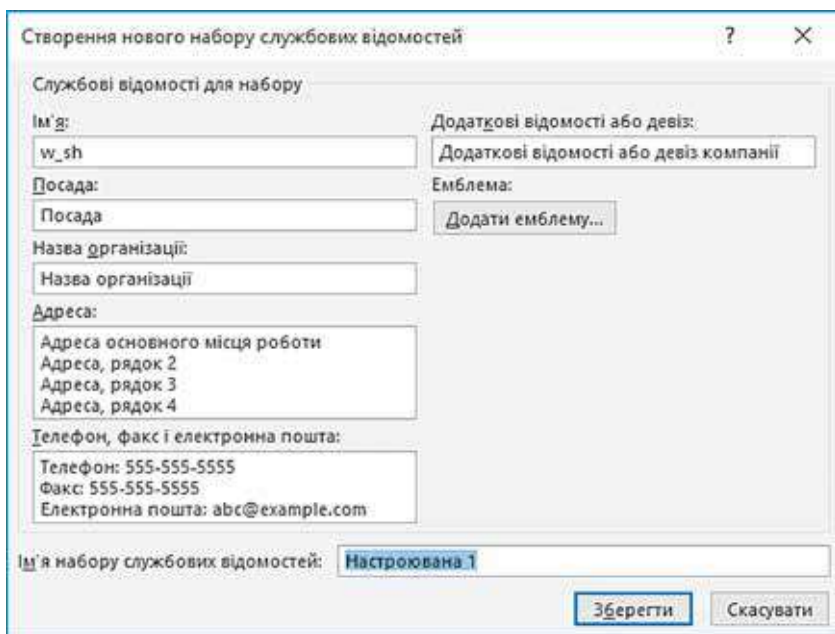 Створення нового набору службових відомостей
?
Службові відомості для набору
Ім'я:
w_sh
Посада:
Посада
Назва організації:
Назва організації
Адреса:
Адреса основного місця роботи
Адреса, рядок 2
Адреса, рядок 3
Адреса, рядок 4
Телефон, факс і електронна пошта:
Телефон: 555-555-5555
Факс: 555-555-5555
Електронна пошта: abc@example.com
Додаткові відомості або девіз:
Додаткові відомості або девіз компанії
Емблема:
Додати емблему...
Ім'я набору службових відомостей:
Настроювана 1
Зберегти
Скасувати